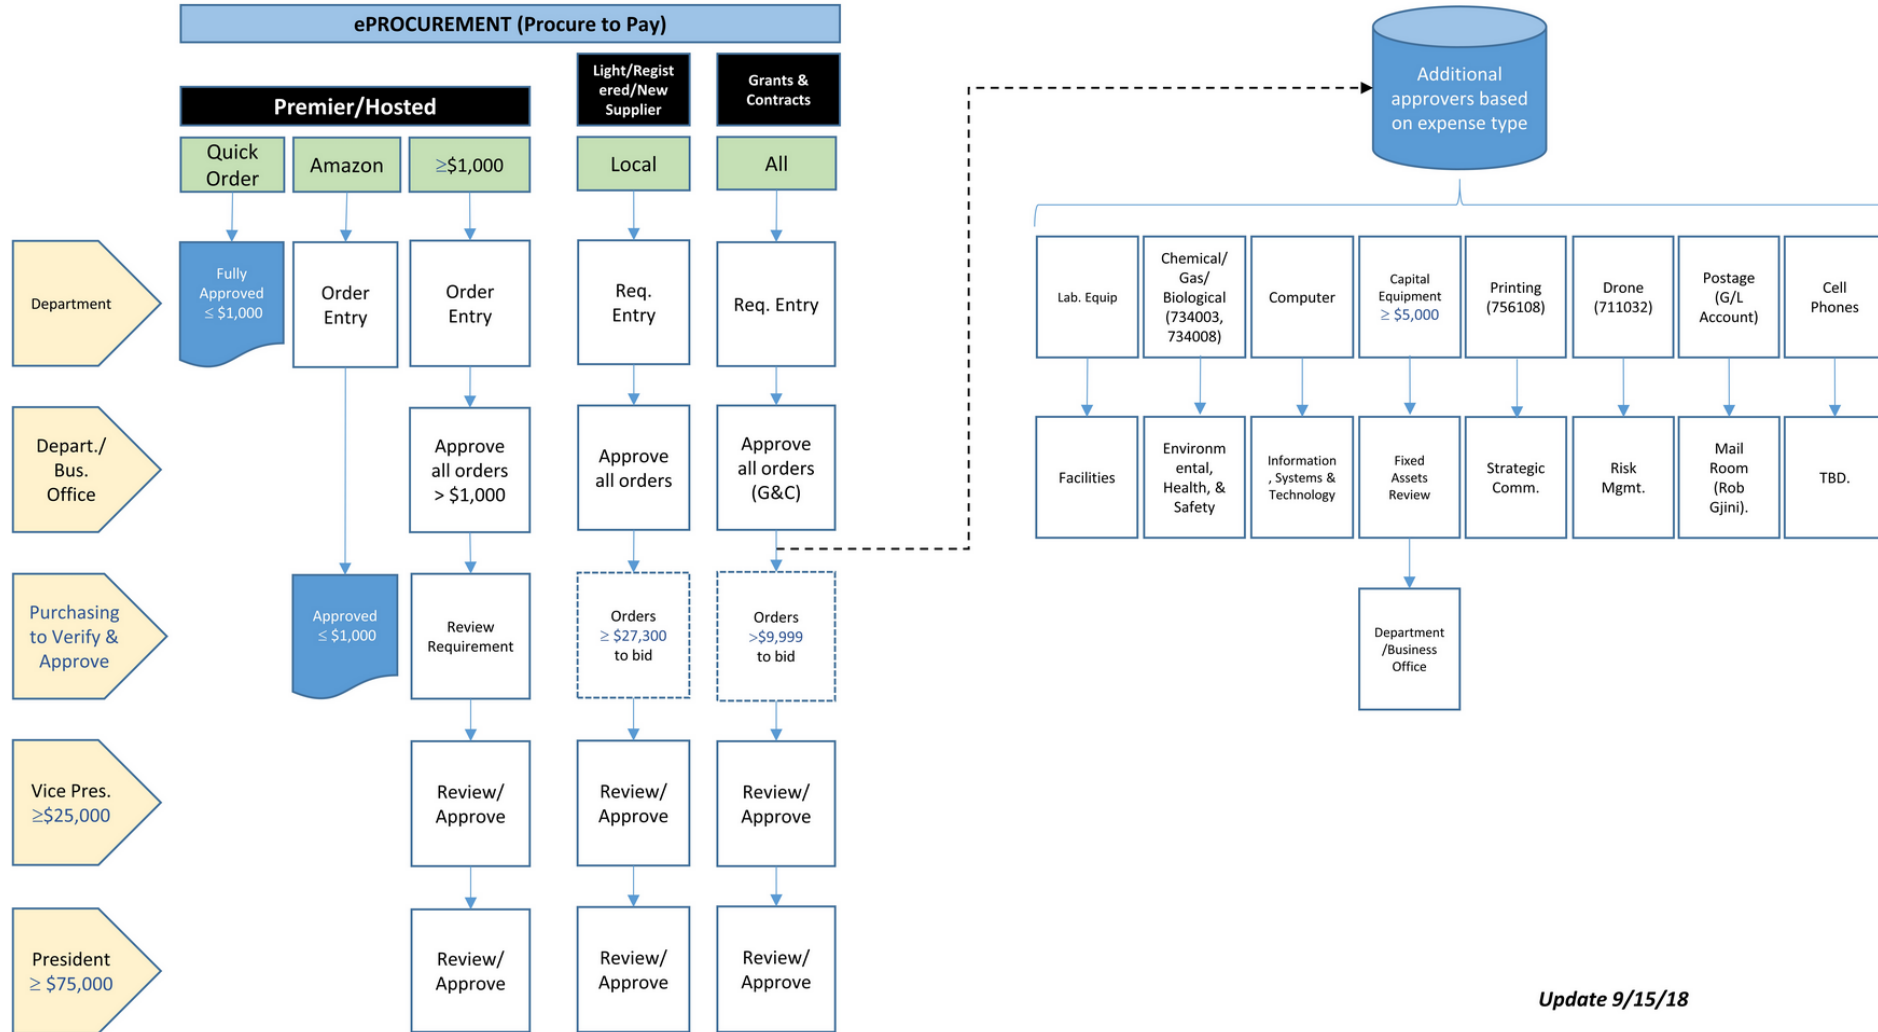 ePROCUREMENT (Procure to Pay)
Premier/Hosted
Light/Regist
ered/New
Supplier
Grants &
Contracts
Additional
approvers based
on expense type
Quick
Order
Amazon
≥$1,000
Local
All
Department
Fully
Approved
≤ $1,000
Order
Entry
Order
Entry
Req.
Entry
Req. Entry
Lab. Equip
Chemical/
Gas/
Biological
(734003,
734008)
Computer
Capital
Equipment
≥ $5,000
Printing
(756108)
Drone
(711032)
Postage
(G/L
Account)
Cell
Phones
Depart./
Bus.
Office
Approve
all orders
> $1,000
Approve
all orders
Approve
all orders
(G&C)
Facilities
Environm
ental,
Health, &
Safety
Information
, Systems &
Technology
Fixed
Assets
Review
Strategic
Comm.
Risk
Mgmt.
Mail
Room
(Rob
Gjini).
TBD.
Purchasing
to Verify &
Approve
Approved
≤ $1,000
Review
Requirement
Orders
≥ $27,300
to bid
Orders
>$9,999
to bid
Department
/Business
Office
Vice Pres.
≥$25,000
Review/
Approve
Review/
Approve
Review/
Approve
President
≥ $75,000
Review/
Approve
Review/
Approve
Review/
Approve
Update 9/15/18